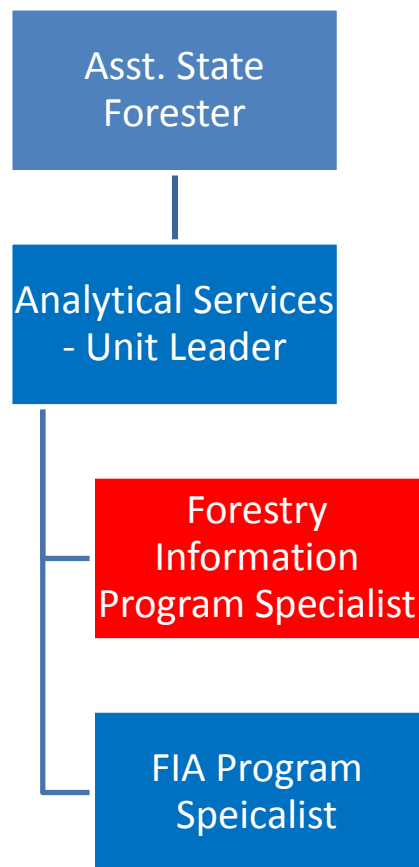 Asst. State
Forester
Analytical Services
- Unit Leader
Forestry
Information
Program Specialist
FIA Program
Speicalist